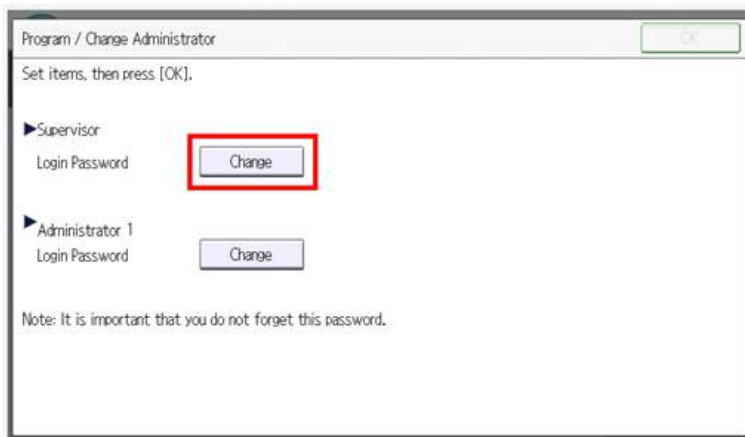 Program / Change Administrator
OK
Set items, then press [OK].
Supervisor
Login Password Change
Administrator 1
Login Password Change
Note: It is important that you do not forget this password.